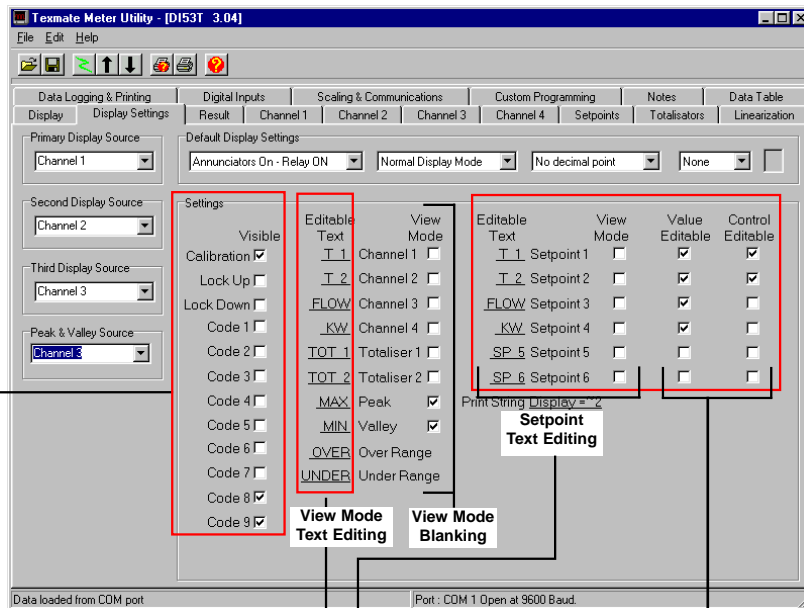 Texmate Meter Utility - [DI53T 3.04]
File Edit Help
Data Logging & Printing Digital Inputs Scaling & Communications Custom Programming Notes Data Table
Display Display Settings Result Channel 1 Channel 2 Channel 3 Channel 4 Setpoints Totalisators Linearization
Primary Display Source
Channel 1
Default Display Settings
Annunciators On - Relay ON Normal Display Mode No decimal point None
Second Display Source
Channel 2
Third Display Source
Channel 3
Peak & Valley Source
Channel 3
Settings
Visible
Calibration
Lock Up
Lock Down
Code 1
Code 2
Code 3
Code 4
Code 5
Code 6
Code 7
Code 8
Code 9
Editable Text View Mode
T 1 Channel 1
T 2 Channel 2
FLOW Channel 3
KW Channel 4
TOT 1 Totaliser 1
TOT 2 Totaliser 2
MAX Peak
MIN Valley
OVER Over Range
UNDER Under Range
View Mode
Text Editing
View Mode
Blanking
Editable Text View Mode Value Editable Control Editable
T 1 Setpoint 1
T 2 Setpoint 2
FLOW Setpoint 3
KW Setpoint 4
SP 5 Setpoint 5
SP 6 Setpoint 6
Print String Display =~2
Setpoint
Text Editing
Data loaded from COM port
Port : COM 1 Open at 9600 Baud.